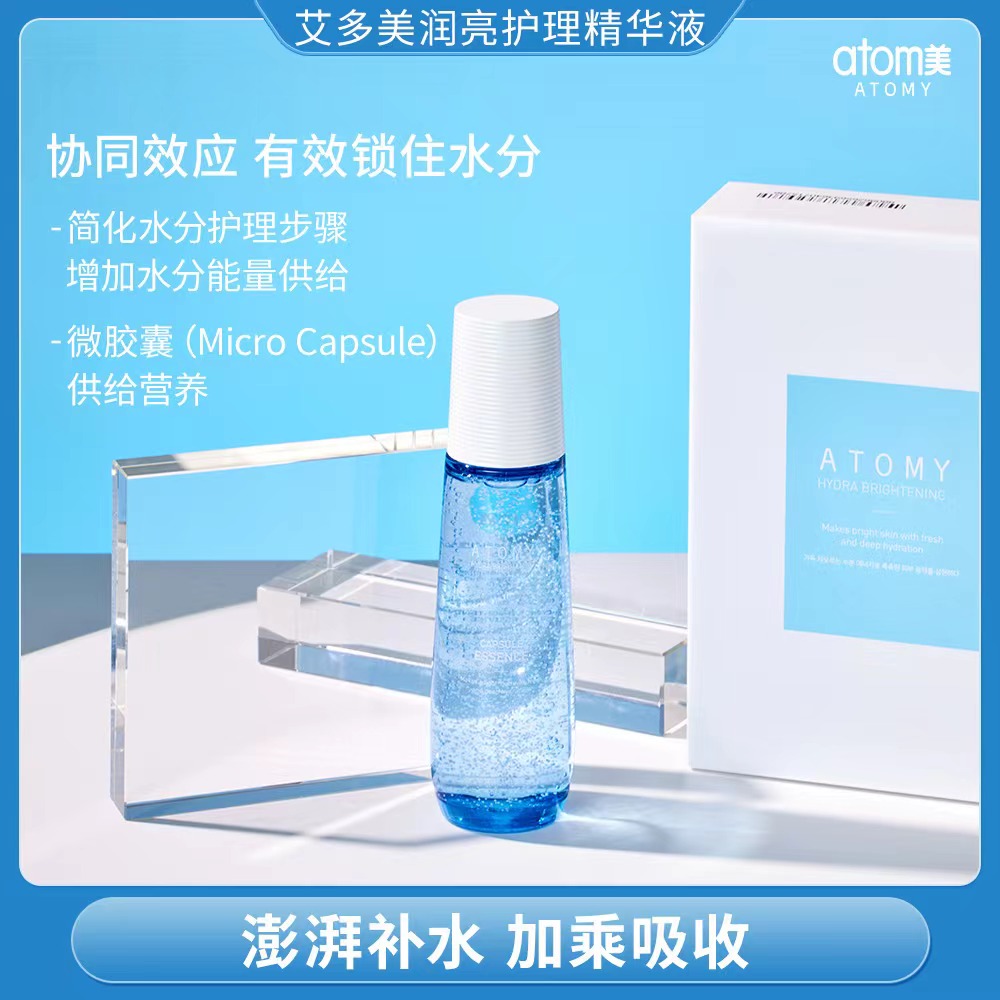 艾多美润亮护理精华液
atom美
ATOMY
协同效应 有效锁住水分
-简化水分护理步骤
增加水分能量供给
-微胶囊（Micro Capsule）
供给营养
ATOMY
HYDRA BRIGHTENING
Makes bright skin with fresh
and deep hydration
ATOMY
CAPSULE
ESSENCE
澎湃补水 加乘吸收